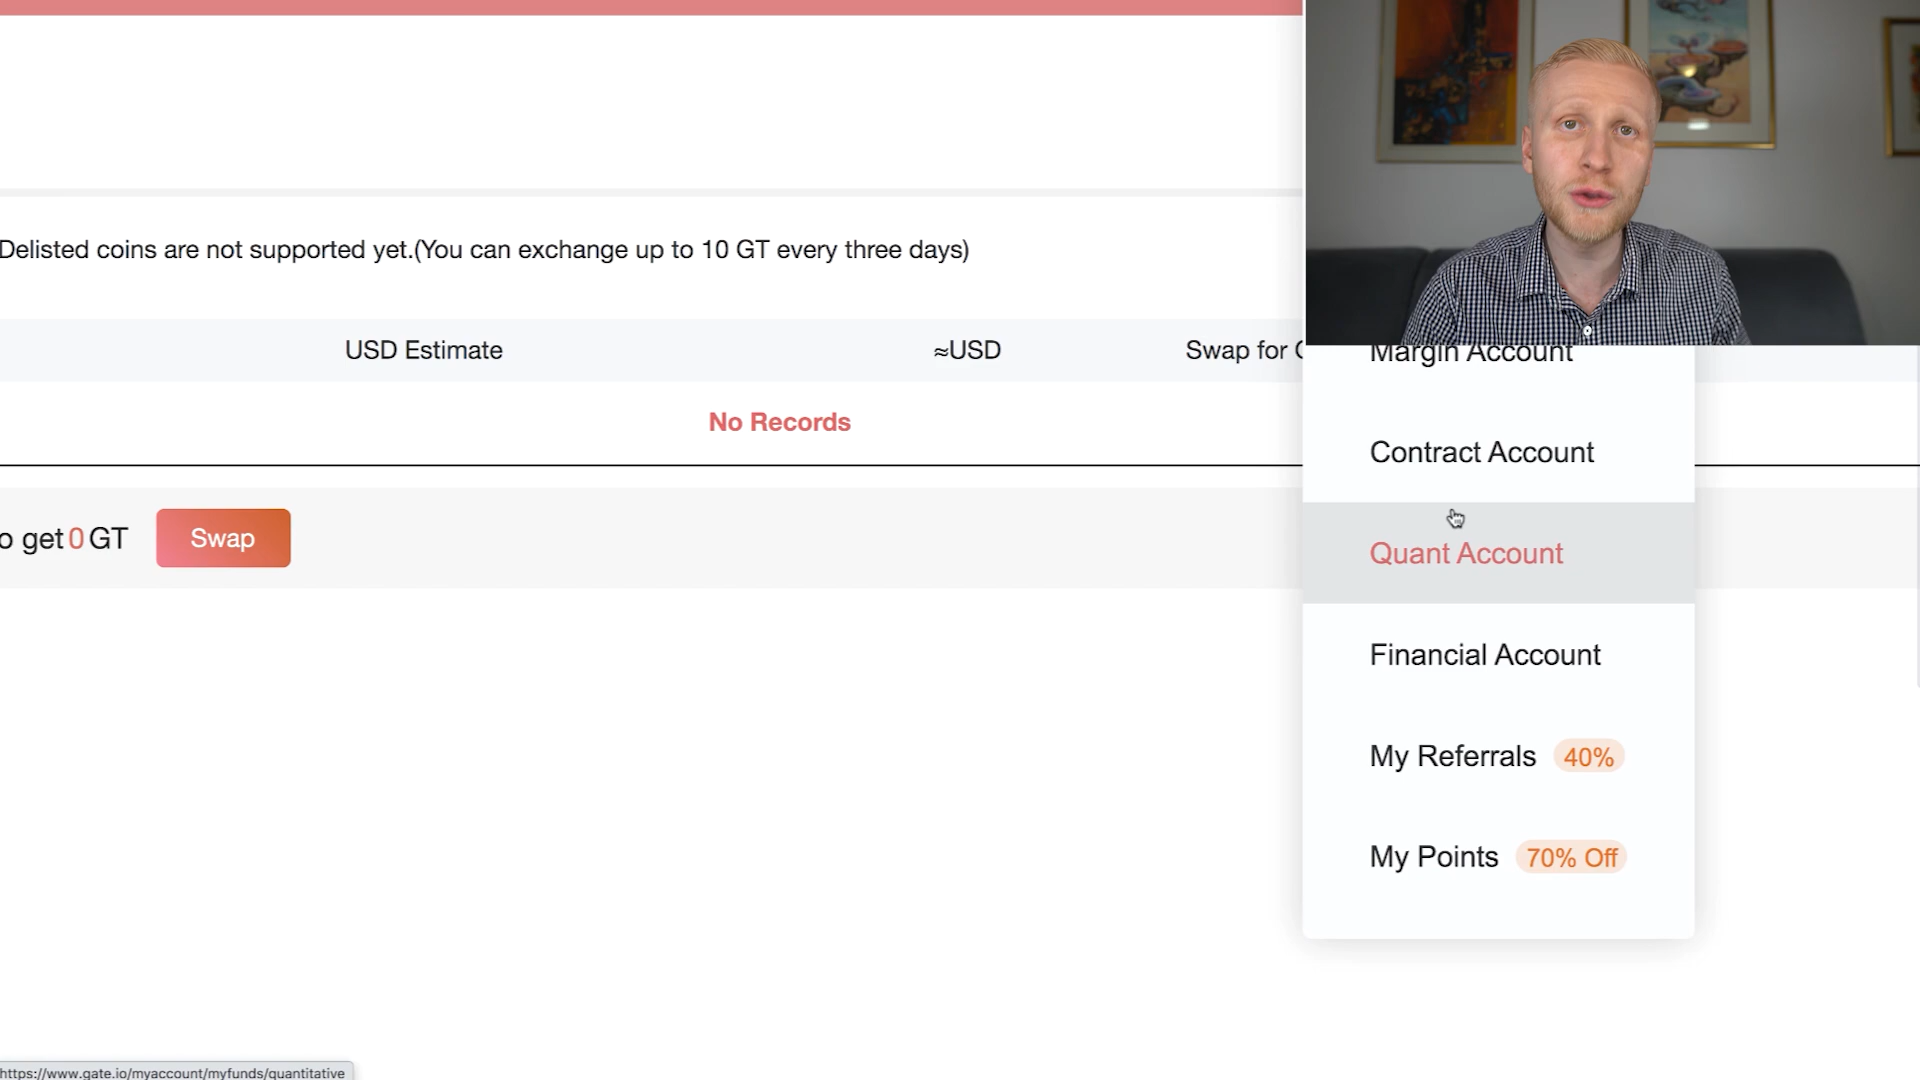 Delisted coins are not supported yet.(You can exchange up to 10 GT every three days)
USD Estimate ≈USD Swap for
No Records
o get 0 GT Swap
Margin Account
Contract Account
Quant Account
Financial Account
My Referrals 40%
My Points 70% Off
https://www.gate.io/myaccount/myfunds/quantitative